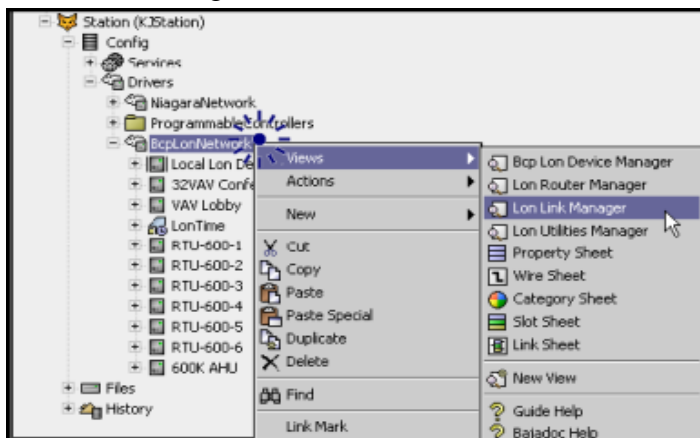 Station (KJStation)
Config
Services
Drivers
NiagaraNetwork
ProgrammableControllers
BcpLonNetwork
Local Lon De
32VAV Confe
VAV Lobby
LonTime
RTU-600-1
RTU-600-2
RTU-600-3
RTU-600-4
RTU-600-5
RTU-600-6
600K AHU
Files
History
Views
Actions
New
Cut
Copy
Paste
Paste Special
Duplicate
Delete
Find
Link Mark
Bcp Lon Device Manager
Lon Router Manager
Lon Link Manager
Lon Utilities Manager
Property Sheet
Wire Sheet
Category Sheet
Slot Sheet
Link Sheet
New View
Guide Help
Bajadoc Help